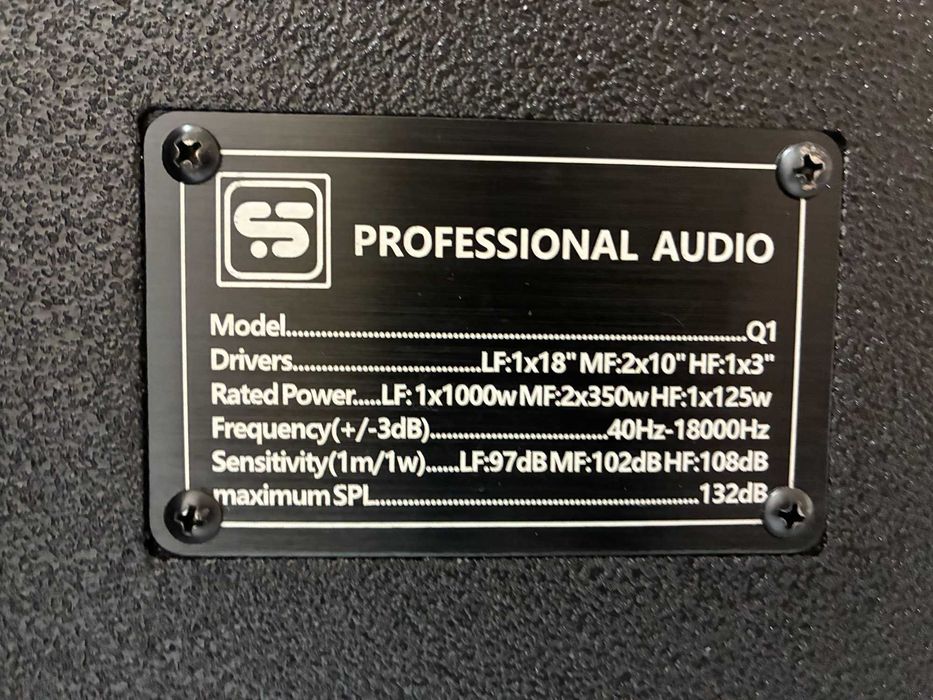 S
PROFESSIONAL AUDIO
Model..............................................................................Q1
Drivers................................LF:1x18" MF:2x10" HF:1x3"
Rated Power.....LF: 1x1000w MF:2x350w HF:1x125w
Frequency(+/-3dB)..............................40Hz-18000Hz
Sensitivity(1m/1w)......LF:97dB MF:102dB HF:108dB
maximum SPL.......................................................132dB